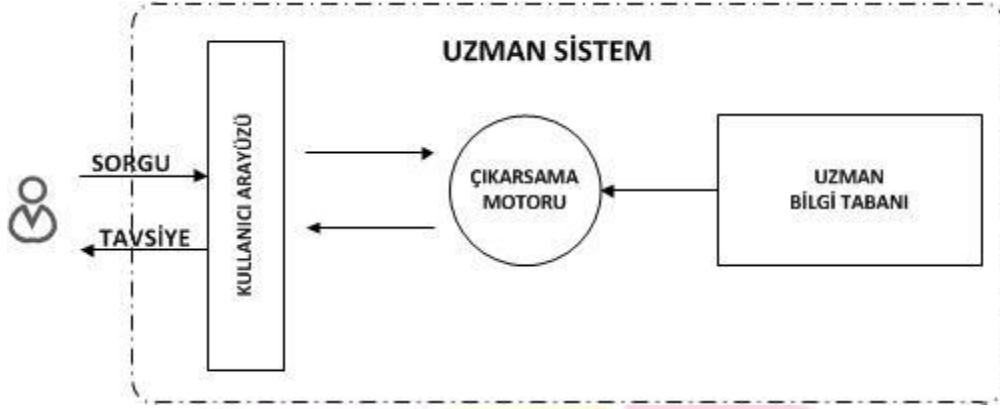 UZMAN SİSTEM
SORGU
TAVSİYE
KULLANICI ARAYÜZÜ
ÇIKARSAMA
MOTORU
UZMAN
BİLGİ TABANI